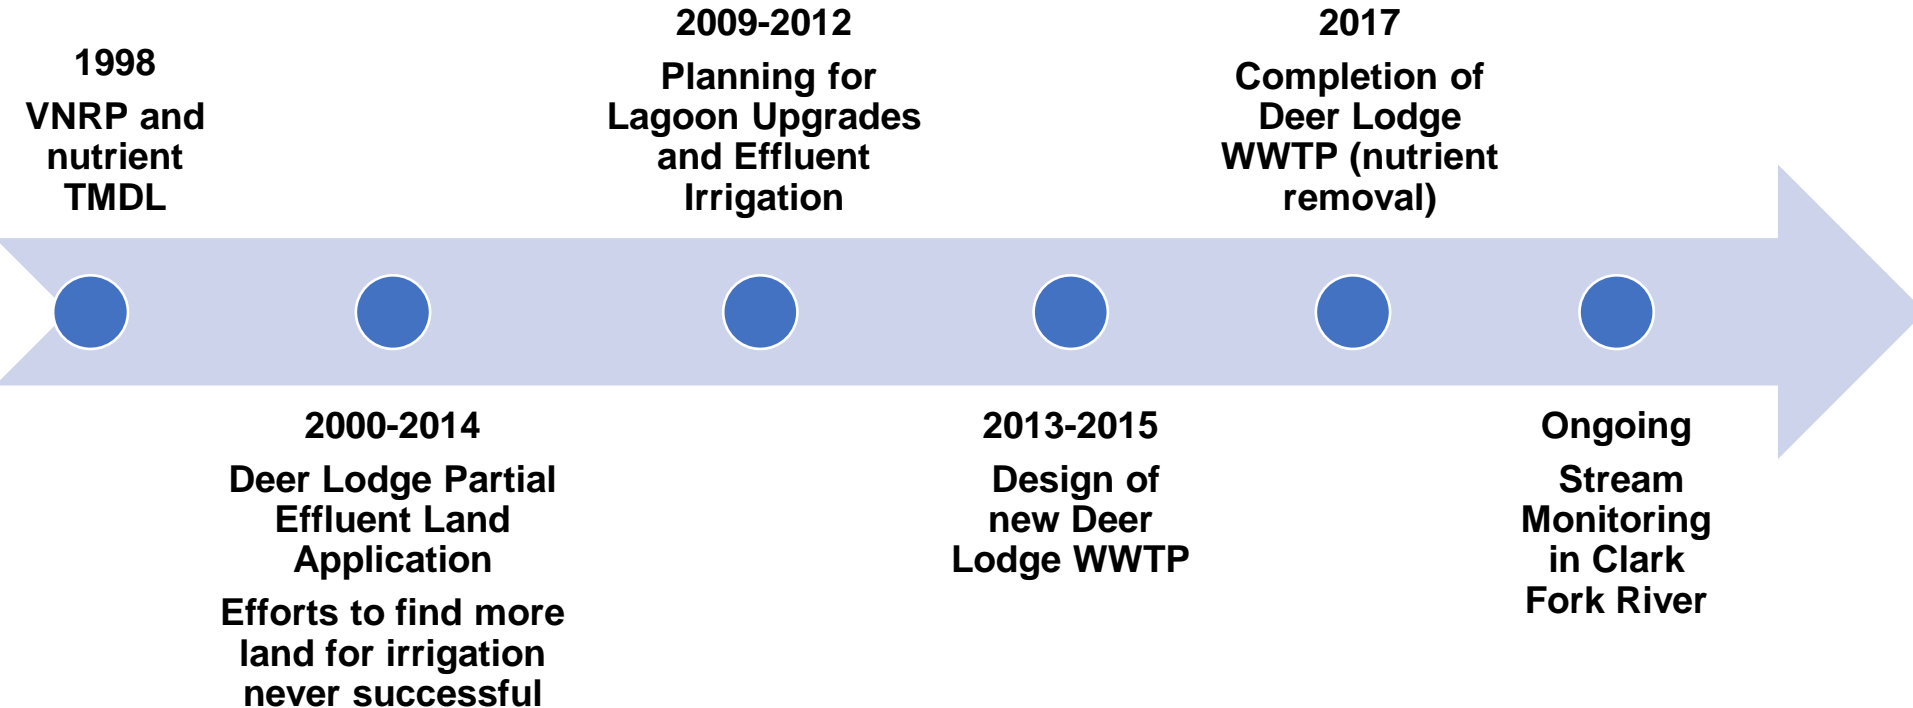 1998
VNRP and
nutrient
TMDL
2000-2014
Deer Lodge Partial
Effluent Land
Application
Efforts to find more
land for irrigation
never successful
2009-2012
Planning for
Lagoon Upgrades
and Effluent
Irrigation
2013-2015
Design of
new Deer
Lodge WWTP
2017
Completion of
Deer Lodge
WWTP (nutrient
removal)
Ongoing
Stream
Monitoring
in Clark
Fork River